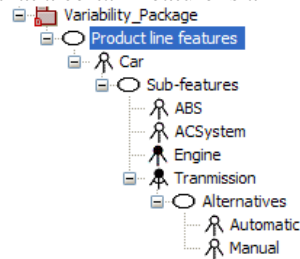 Variability_Package
Product line features
Car
Sub-features
ABS
ACSystem
Engine
Tranmission
Alternatives
Automatic
Manual